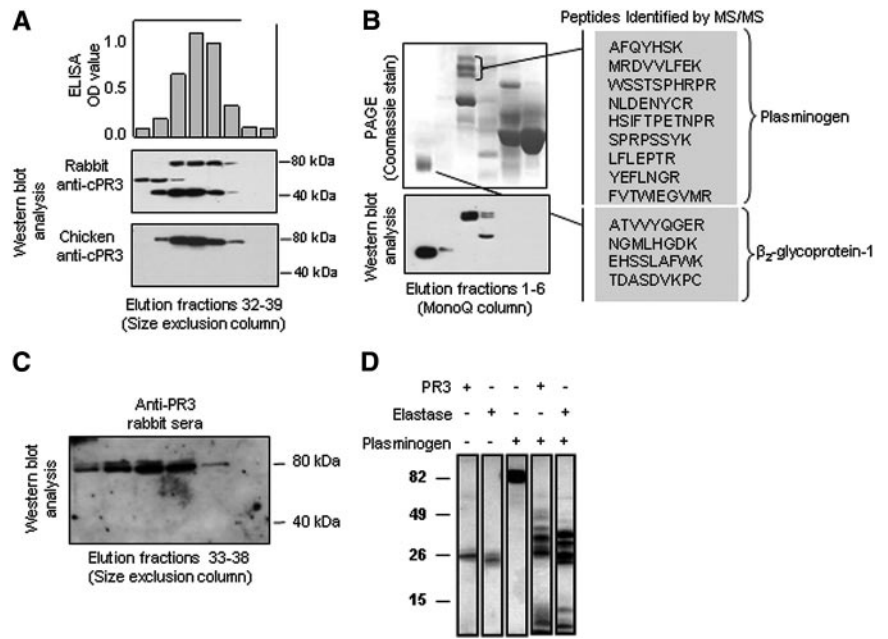 A
ELISA
OD value
1.0
0.5
0.0
Western blot
analysis
Rabbit
anti-cPR3
80 kDa
40 kDa
Chicken
anti-cPR3
80 kDa
40 kDa
Elution fractions 32-39
(Size exclusion column)
B
PAGE
(Coomassie stain)
Western blot
analysis
Elution fractions 1-6
(MonoQ column)
Peptides Identified by MS/MS
AFQYHSK
MRDVVLFEK
WSSTSPHRPR
NLDENYCR
HSIFTPETNPR
SPRPSSYK
LFLEPTR
YEFLNGR
FVTWIEGVMR
Plasminogen
ATVVYQGER
NGMLHGDK
EHSSLAFWK
TDASDVKPC
β2-glycoprotein-1
C
Anti-PR3
rabbit sera
Western blot
analysis
80 kDa
40 kDa
Elution fractions 33-38
(Size exclusion column)
D
PR3 + - - + -
Elastase - + - - +
Plasminogen - - + + +
82
49
26
15